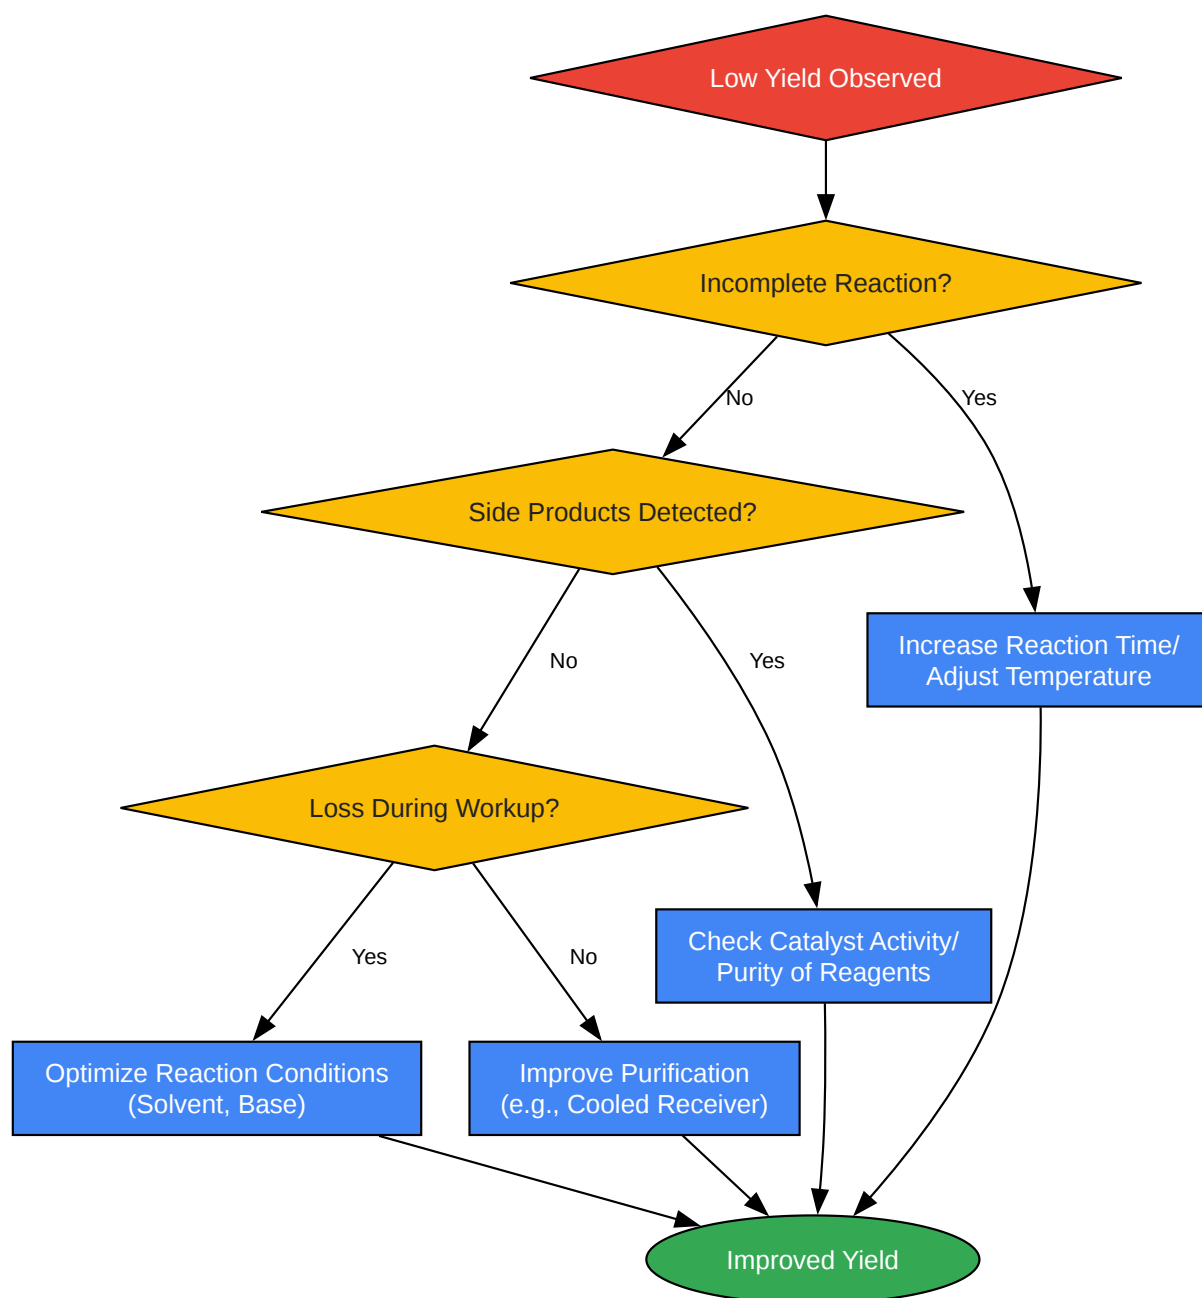 Low Yield Observed
Incomplete Reaction?
No
Yes
Side Products Detected?
Increase Reaction Time/
Adjust Temperature
No
Yes
Loss During Workup?
Check Catalyst Activity/
Purity of Reagents
Yes
No
Optimize Reaction Conditions
(Solvent, Base)
Improve Purification
(e.g., Cooled Receiver)
Improved Yield